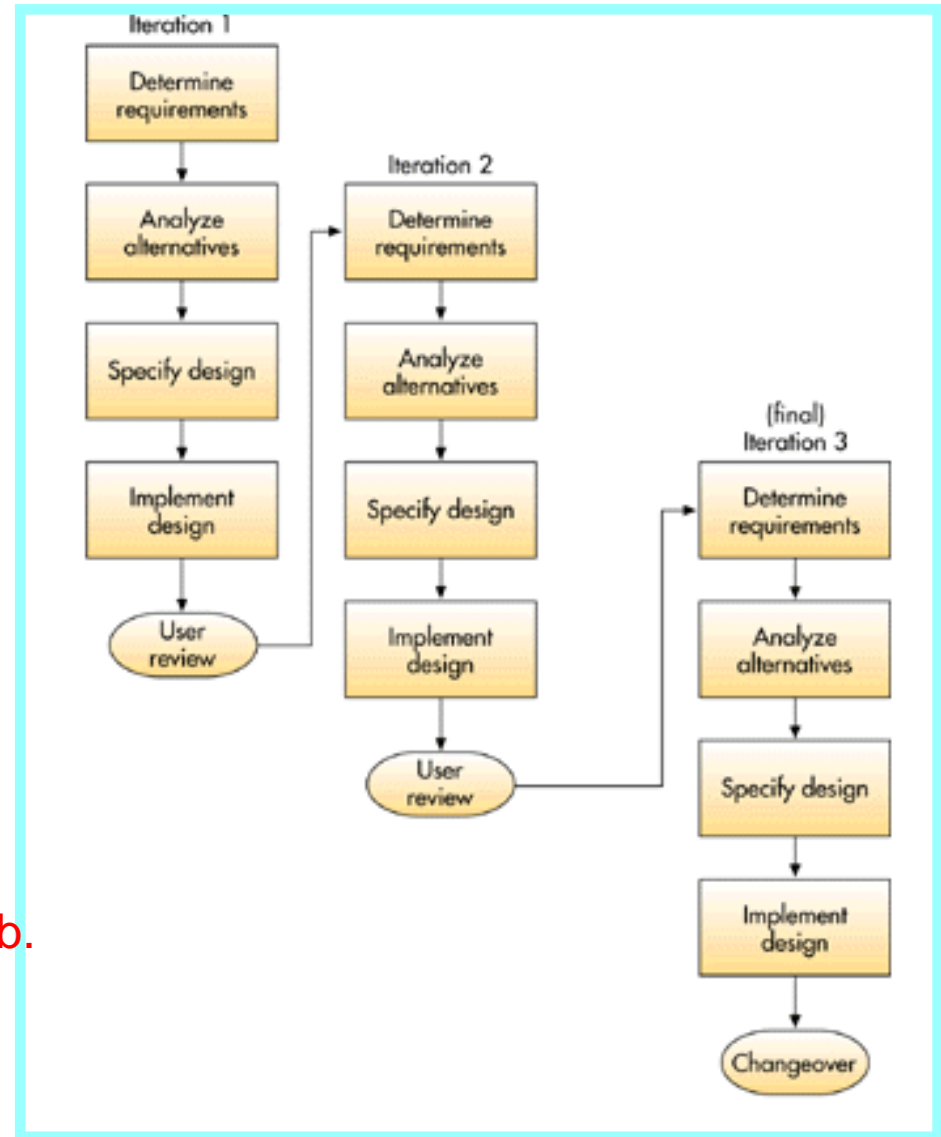 Iteration 1
Determine
requirements
Analyze
alternatives
Specify design
Implement
design
User
review
Iteration 2
Determine
requirements
Analyze
alternatives
Specify design
Implement
design
User
review
(final)
Iteration 3
Determine
requirements
Analyze
alternatives
Specify design
Implement
design
Changeover
b.